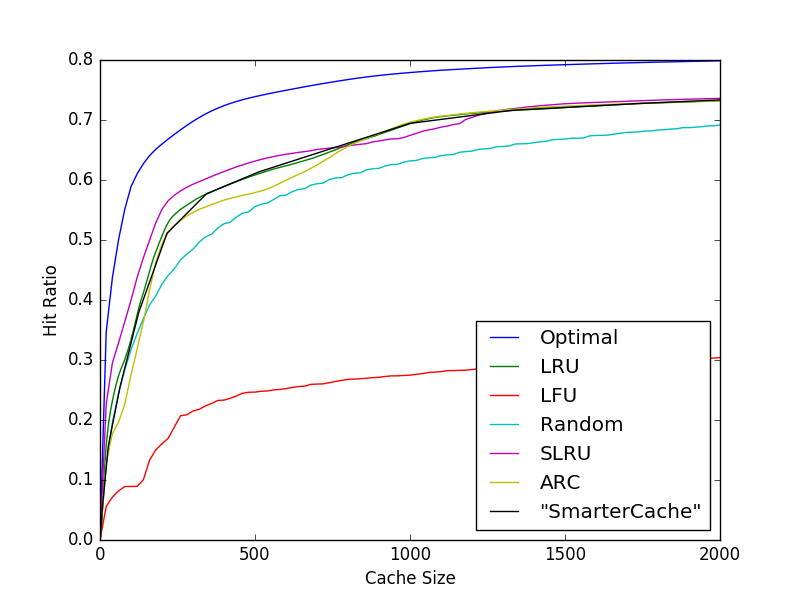 0.8
0.7
0.6
0.5
0.4
0.3
0.2
0.1
0.0
Hit Ratio
Optimal
LRU
LFU
Random
SLRU
ARC
"SmarterCache"
0 500 1000 1500 2000
Cache Size